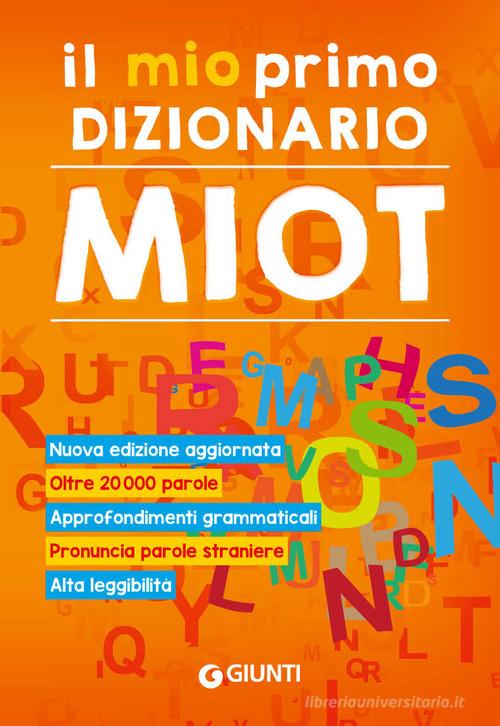 il mio primo
DIZIONARIO
MIOT
Nuova edizione aggiornata
Oltre 20 000 parole
Approfondimenti grammaticali
Pronuncia parole straniere
Alta leggibilità
GIUNTI
libreriauniversitaria.it